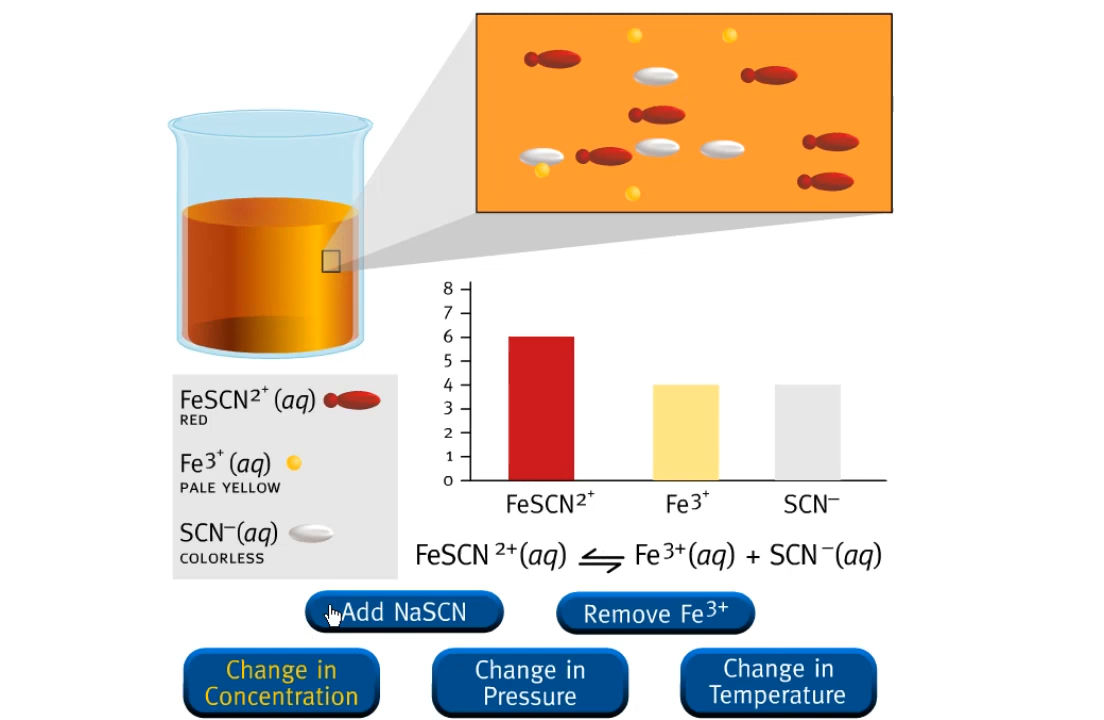 8
7
6
5
4
3
2
1
0
FeSCN²⁺ Fe³⁺ SCN⁻
FeSCN²⁺(aq)
RED
Fe³⁺(aq)
PALE YELLOW
SCN⁻(aq)
COLORLESS
FeSCN ²⁺(aq) ⇋ Fe³⁺(aq) + SCN⁻(aq)
Add NaSCN
Remove Fe³⁺
Change in
Concentration
Change in
Pressure
Change in
Temperature